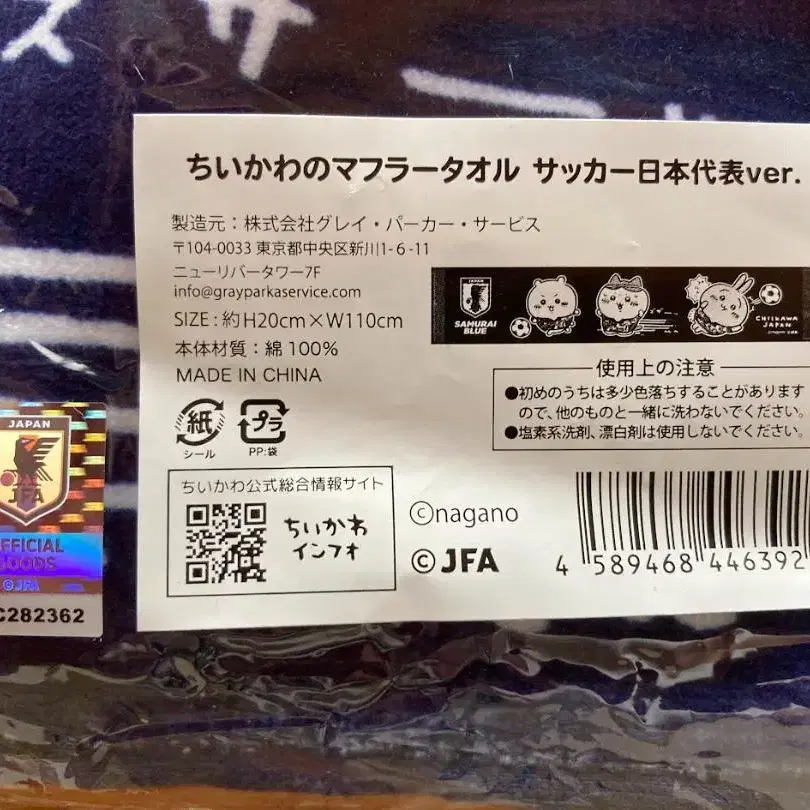 ちいかわのマフラータオル サッカー日本代表ver.
製造元：株式会社グレイ・パーカー・サービス
〒104-0033 東京都中央区新川1-6-11
ニューリバータワー7F
info@grayparkaservice.com
SIZE：約H20cm×W110cm
本体材質：綿 100%
MADE IN CHINA
紙
シール
プラ
PP:袋
JAPAN
SAMURAI
BLUE
CHIIKAWA
JAPAN
使用上の注意
●初めのうちは多少色落ちすることがあります
ので、他のものと一緒に洗わないでください。
●塩素系洗剤、漂白剤は使用しないでください。
ちいかわ公式総合情報サイト
ちいかわ
インフォ
©nagano
©JFA
4 589468 446392
JAPAN
JFA
OFFICIAL
GOODS
©JFA
C282362